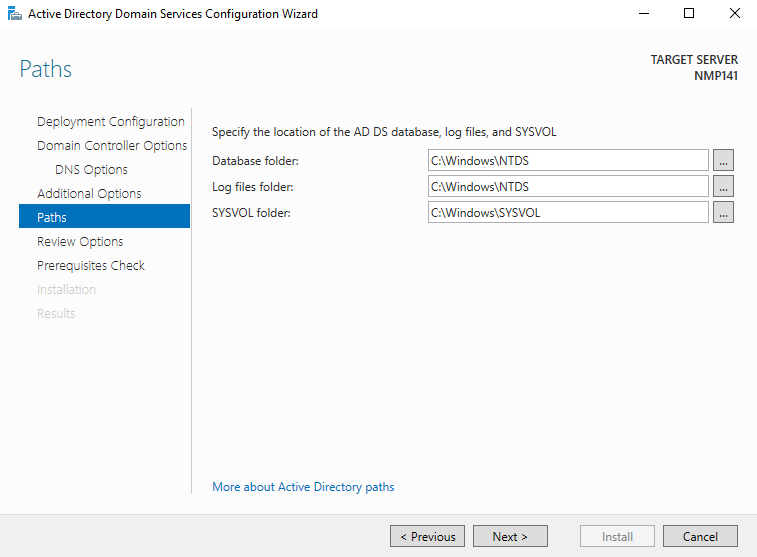 Active Directory Domain Services Configuration Wizard
Paths
TARGET SERVER
NMP141
Deployment Configuration
Domain Controller Options
DNS Options
Additional Options
Paths
Review Options
Prerequisites Check
Installation
Results
Specify the location of the AD DS database, log files, and SYSVOL
Database folder: C:\Windows\NTDS ...
Log files folder: C:\Windows\NTDS ...
SYSVOL folder: C:\Windows\SYSVOL ...
More about Active Directory paths
< Previous Next > Install Cancel